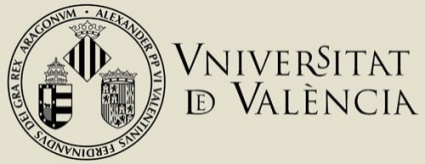 ALEXANDER PP VI VALENTINVS FERDINANDVS DEI GRA REX ARAGONVM
VNIVERSITAT
DE VALÈNCIA